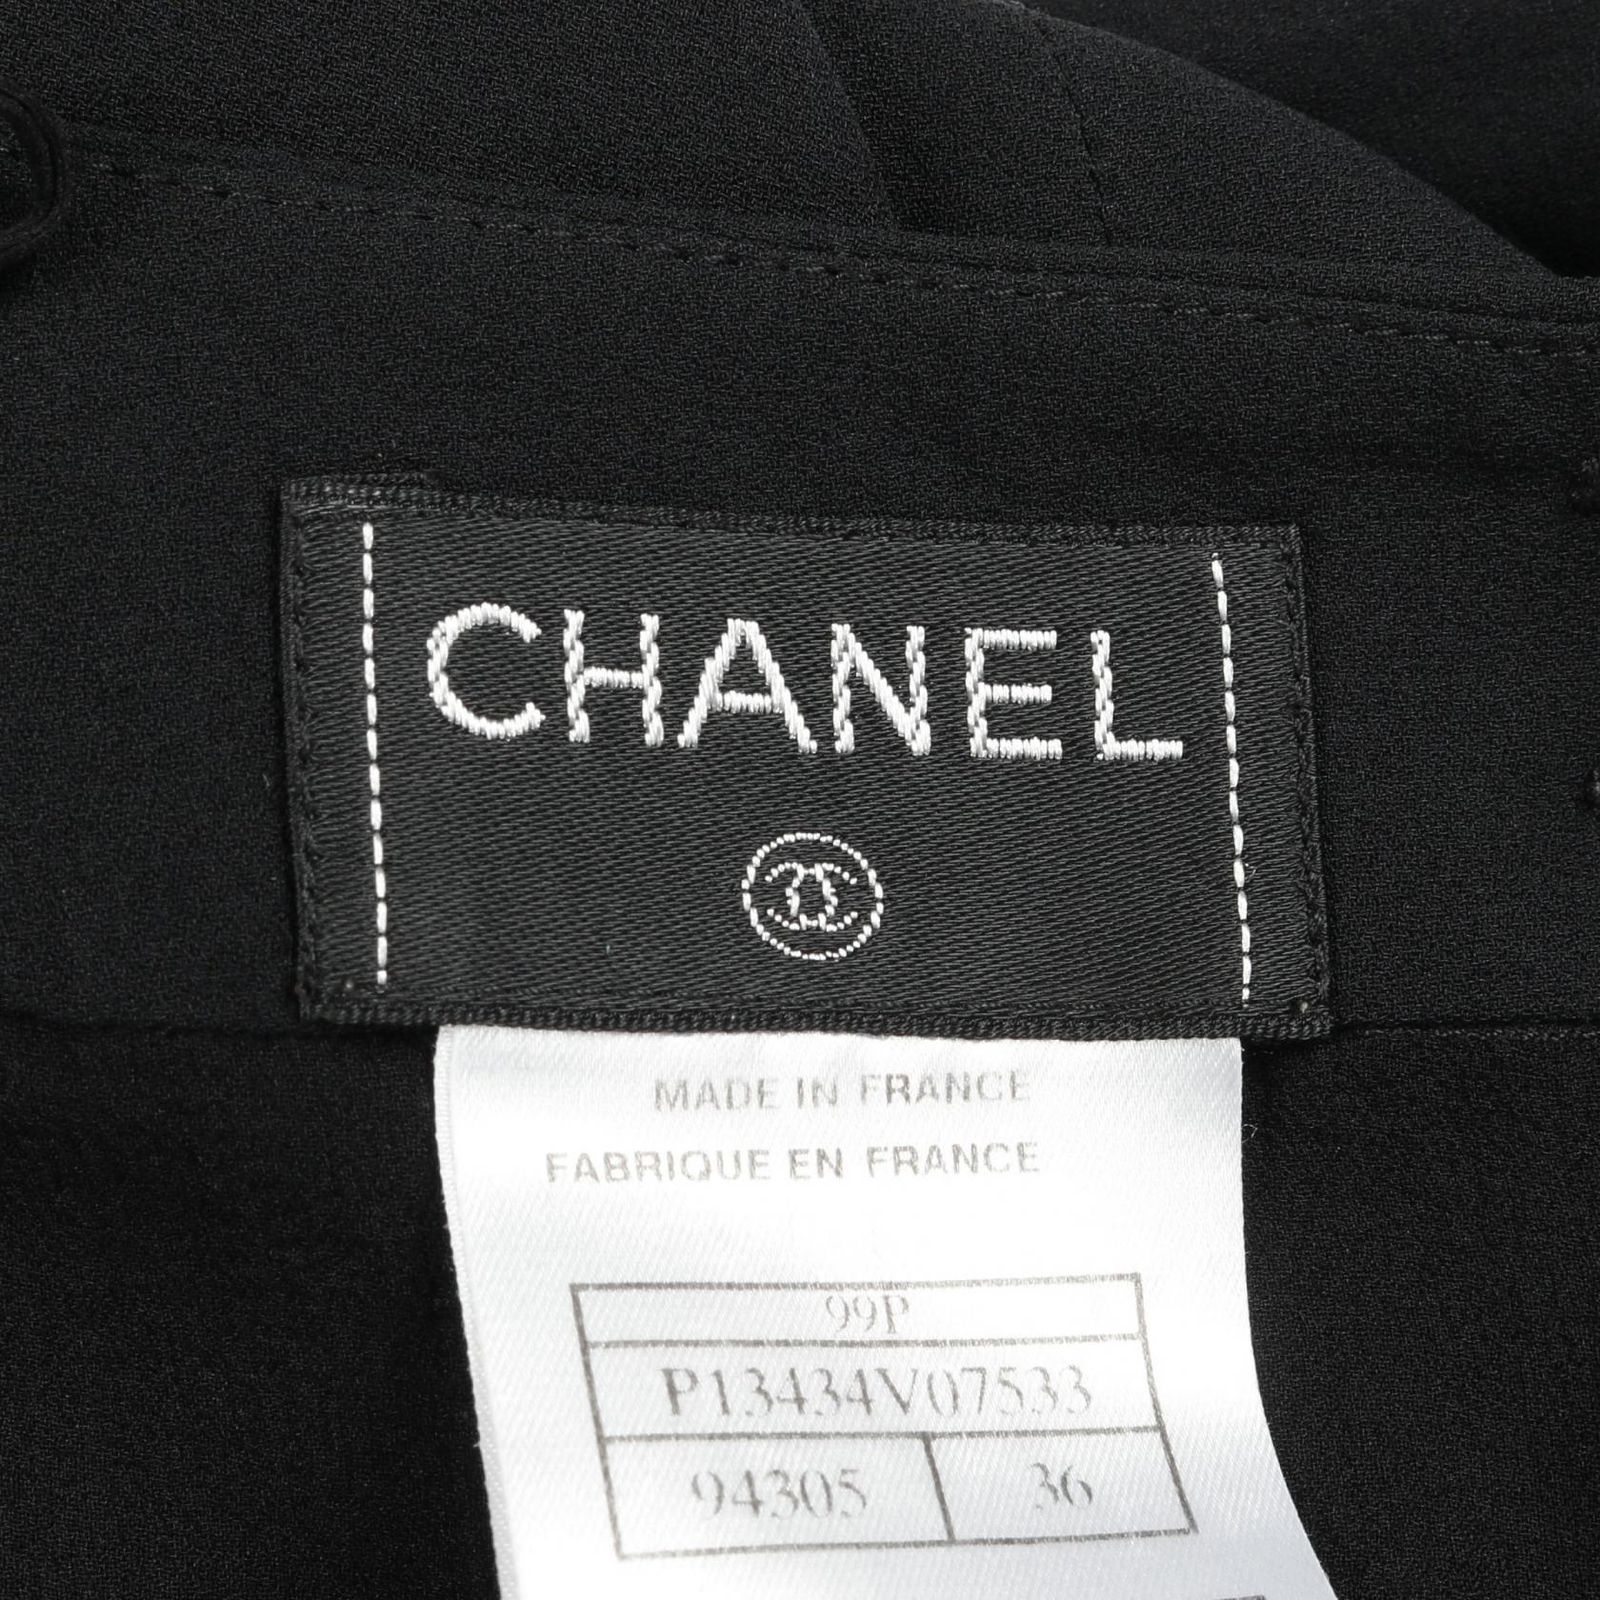 CHANEL
MADE IN FRANCE
FABRIQUE EN FRANCE
99P
P13434V07533
94305 36